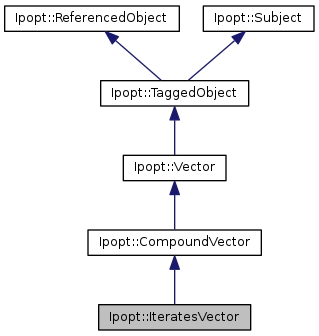 Ipopt::ReferencedObject
Ipopt::Subject
Ipopt::TaggedObject
Ipopt::Vector
Ipopt::CompoundVector
Ipopt::IteratesVector